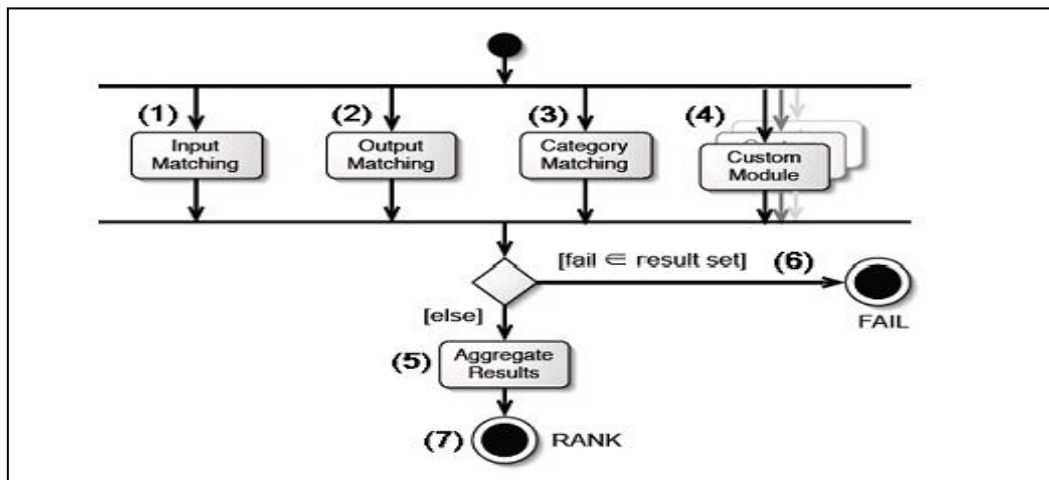 (1)
Input
Matching
(2)
Output
Matching
(3)
Category
Matching
(4)
Custom
Module
[fail ∈ result set]
(6)
FAIL
[else]
(5)
Aggregate
Results
(7)
RANK